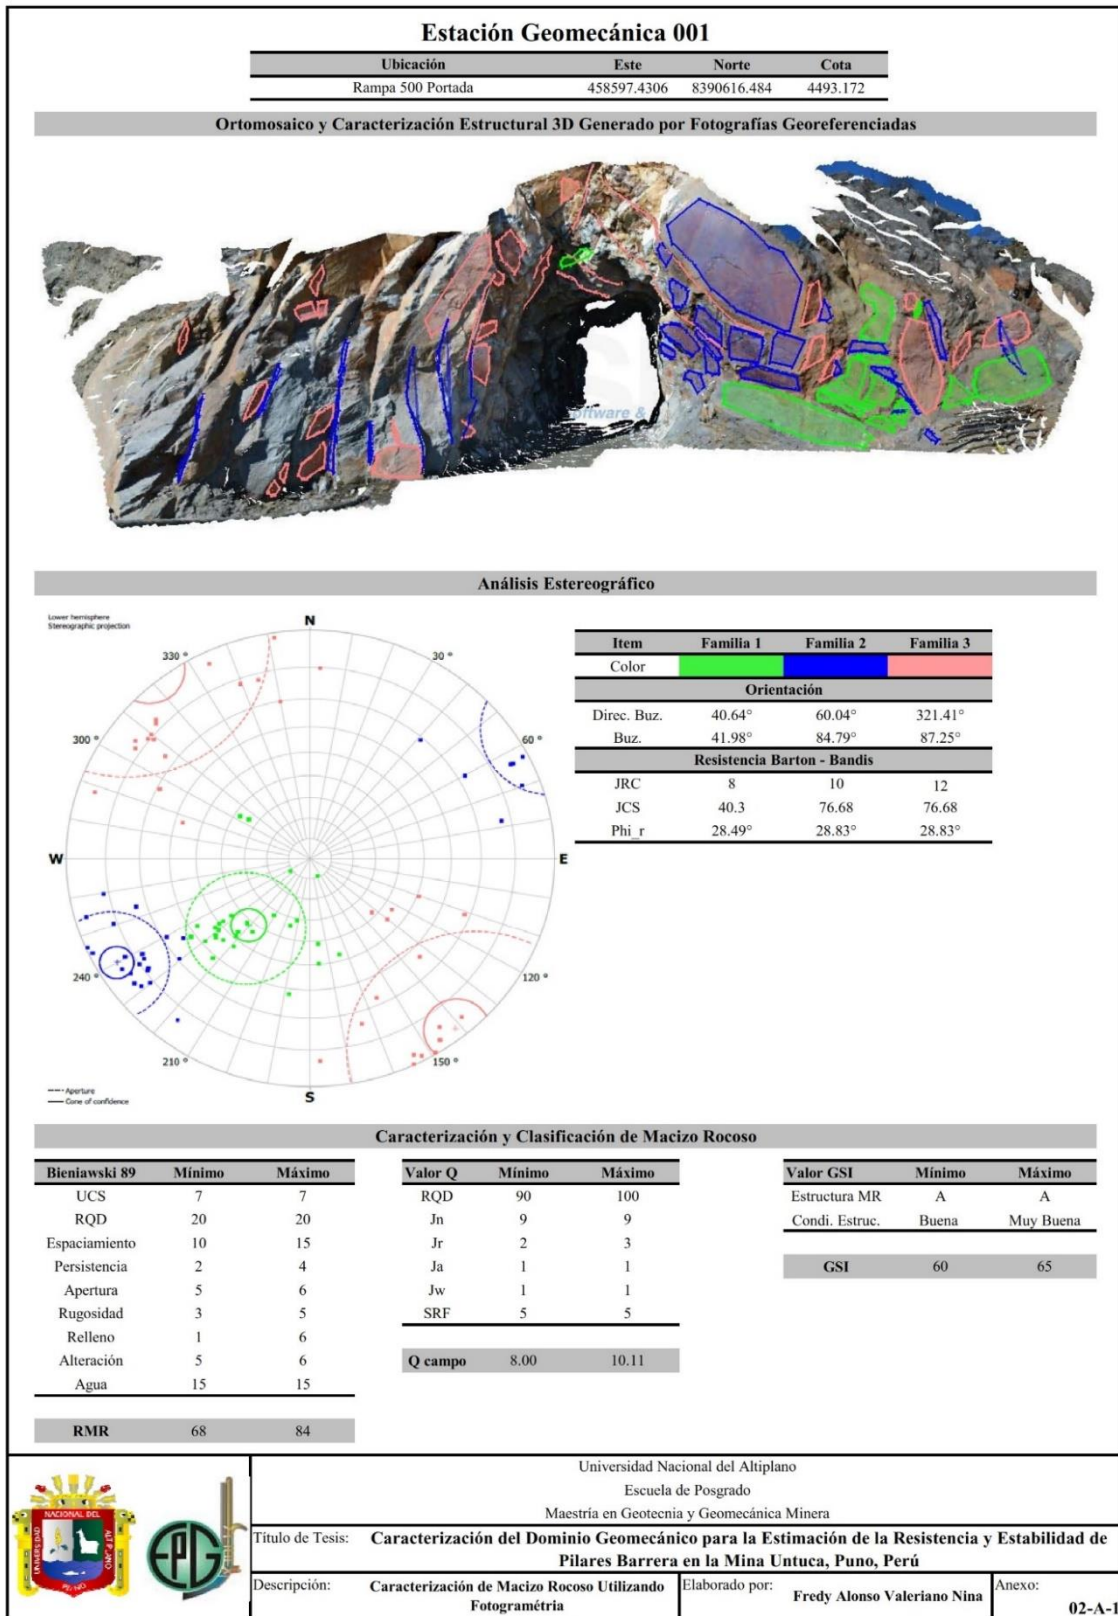 Estación Geomecánica 001
Ubicación Este Norte Cota
Rampa 500 Portada 458597.4306 8390616.484 4493.172
Ortomosaico y Caracterización Estructural 3D Generado por Fotografías Georeferenciadas
oftware &
Análisis Estereográfico
Lower hemisphere
Stereographic projection
N
330 °
30 °
300 °
60 °
W
E
240 °
120 °
210 °
150 °
S
Aperture
Cone of confidence
Item Familia 1 Familia 2 Familia 3
Color
Orientación
Direc. Buz. 40.64° 60.04° 321.41°
Buz. 41.98° 84.79° 87.25°
Resistencia Barton - Bandis
JRC 8 10 12
JCS 40.3 76.68 76.68
Phi_r 28.49° 28.83° 28.83°
Caracterización y Clasificación de Macizo Rocoso
Bieniawski 89 Mínimo Máximo
UCS 7 7
RQD 20 20
Espaciamiento 10 15
Persistencia 2 4
Apertura 5 6
Rugosidad 3 5
Relleno 1 6
Alteración 5 6
Agua 15 15
RMR 68 84
Valor Q Mínimo Máximo
RQD 90 100
Jn 9 9
Jr 2 3
Ja 1 1
Jw 1 1
SRF 5 5
Q campo 8.00 10.11
Valor GSI Mínimo Máximo
Estructura MR A A
Condi. Estruc. Buena Muy Buena
GSI 60 65
Universidad Nacional del Altiplano
Escuela de Posgrado
Maestría en Geotecnia y Geomecánica Minera
Título de Tesis: Caracterización del Dominio Geomecánico para la Estimación de la Resistencia y Estabilidad de
Pilares Barrera en la Mina Untuca, Puno, Perú
Descripción: Caracterización de Macizo Rocoso Utilizando
Fotogramétria
Elaborado por: Fredy Alonso Valeriano Nina
Anexo:
02-A-1
UNIVERSIDAD
NACIONAL DEL
ALTIPLANO
EPG